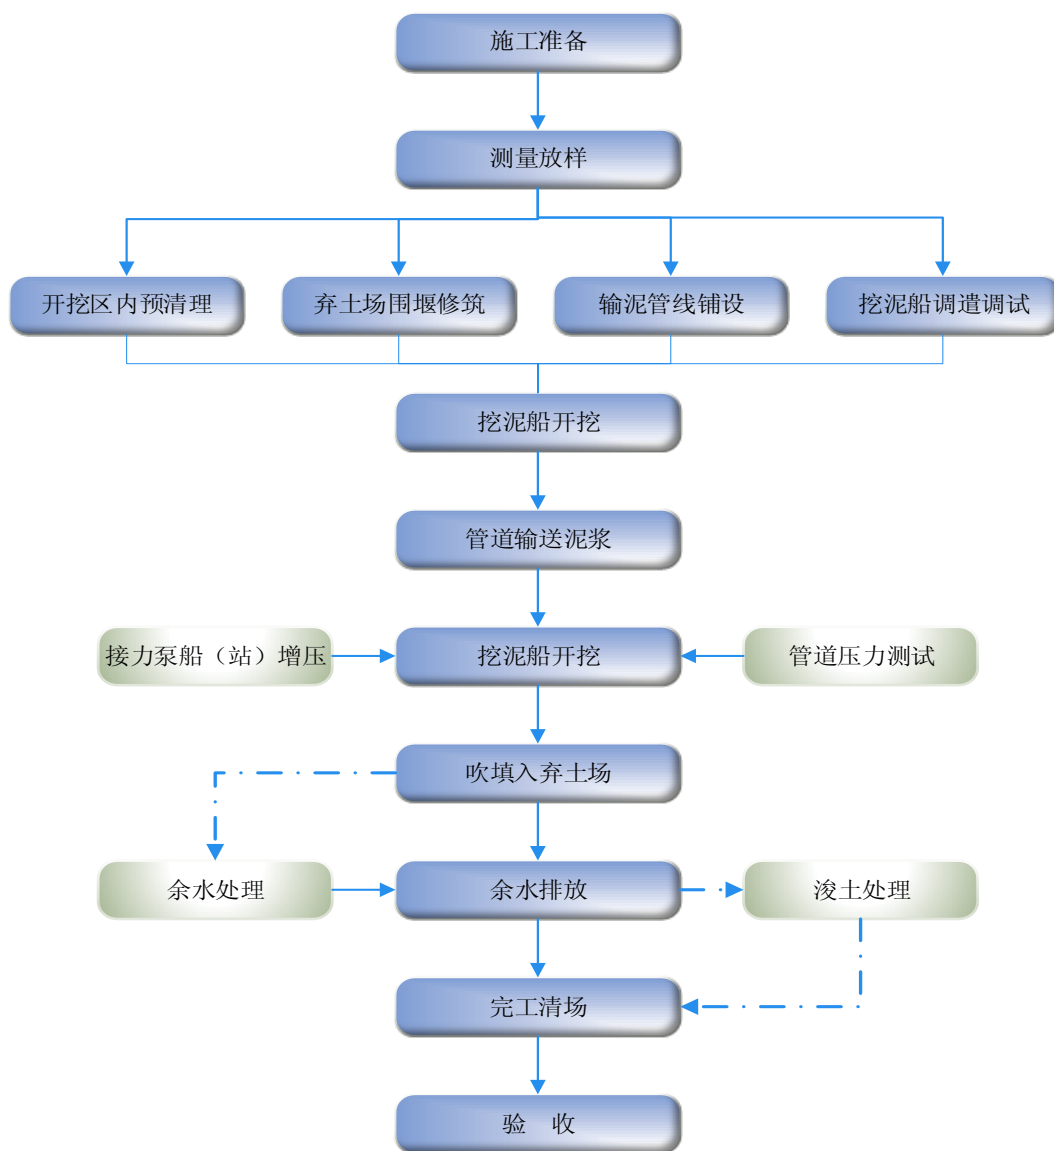 施工准备
测量放样
开挖区内预清理
弃土场围堰修筑
输泥管线铺设
挖泥船调遣调试
挖泥船开挖
管道输送泥浆
接力泵船（站）增压
挖泥船开挖
管道压力测试
吹填入弃土场
余水处理
余水排放
浚土处理
完工清场
验　收